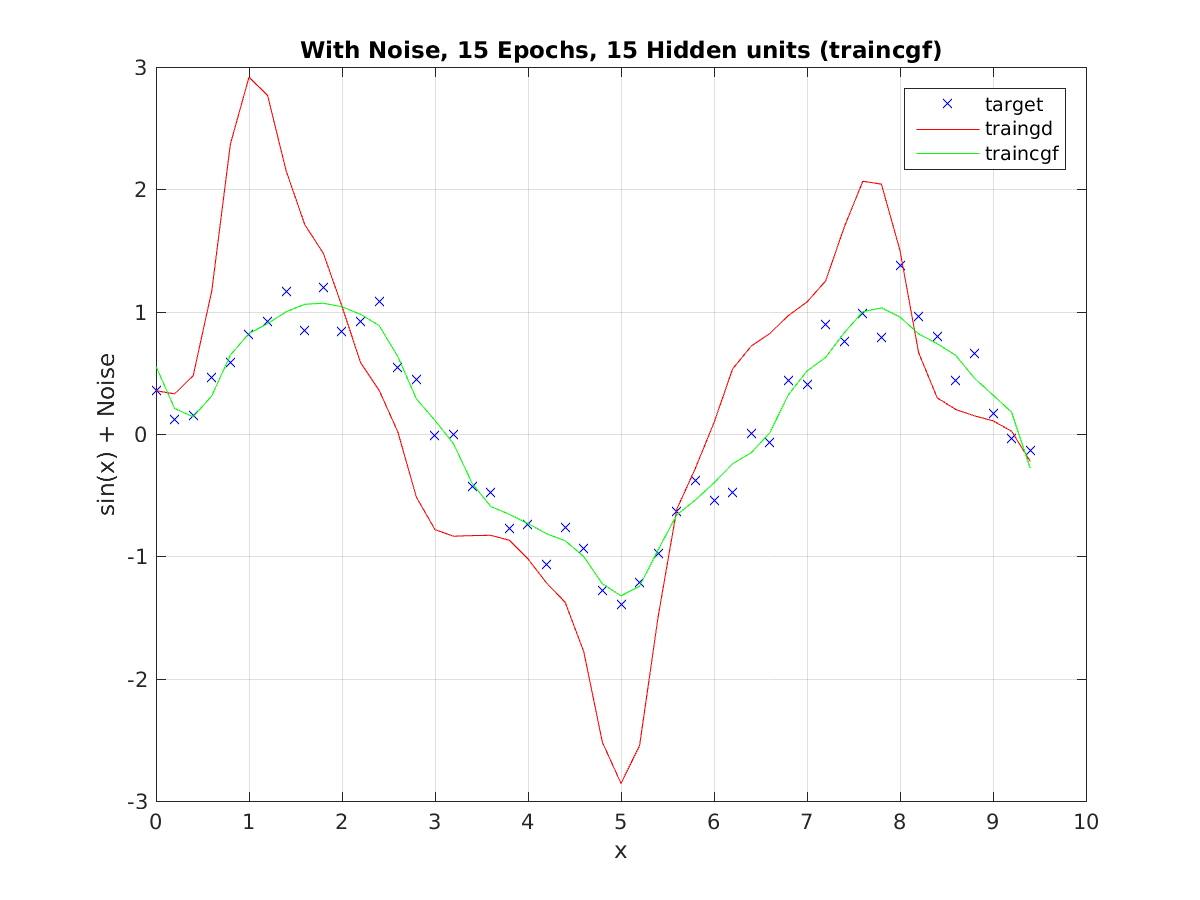 With Noise, 15 Epochs, 15 Hidden units (traincgf)
target
traingd
traincgf
3
2
1
0
-1
-2
-3
sin(x) + Noise
0 1 2 3 4 5 6 7 8 9 10
x